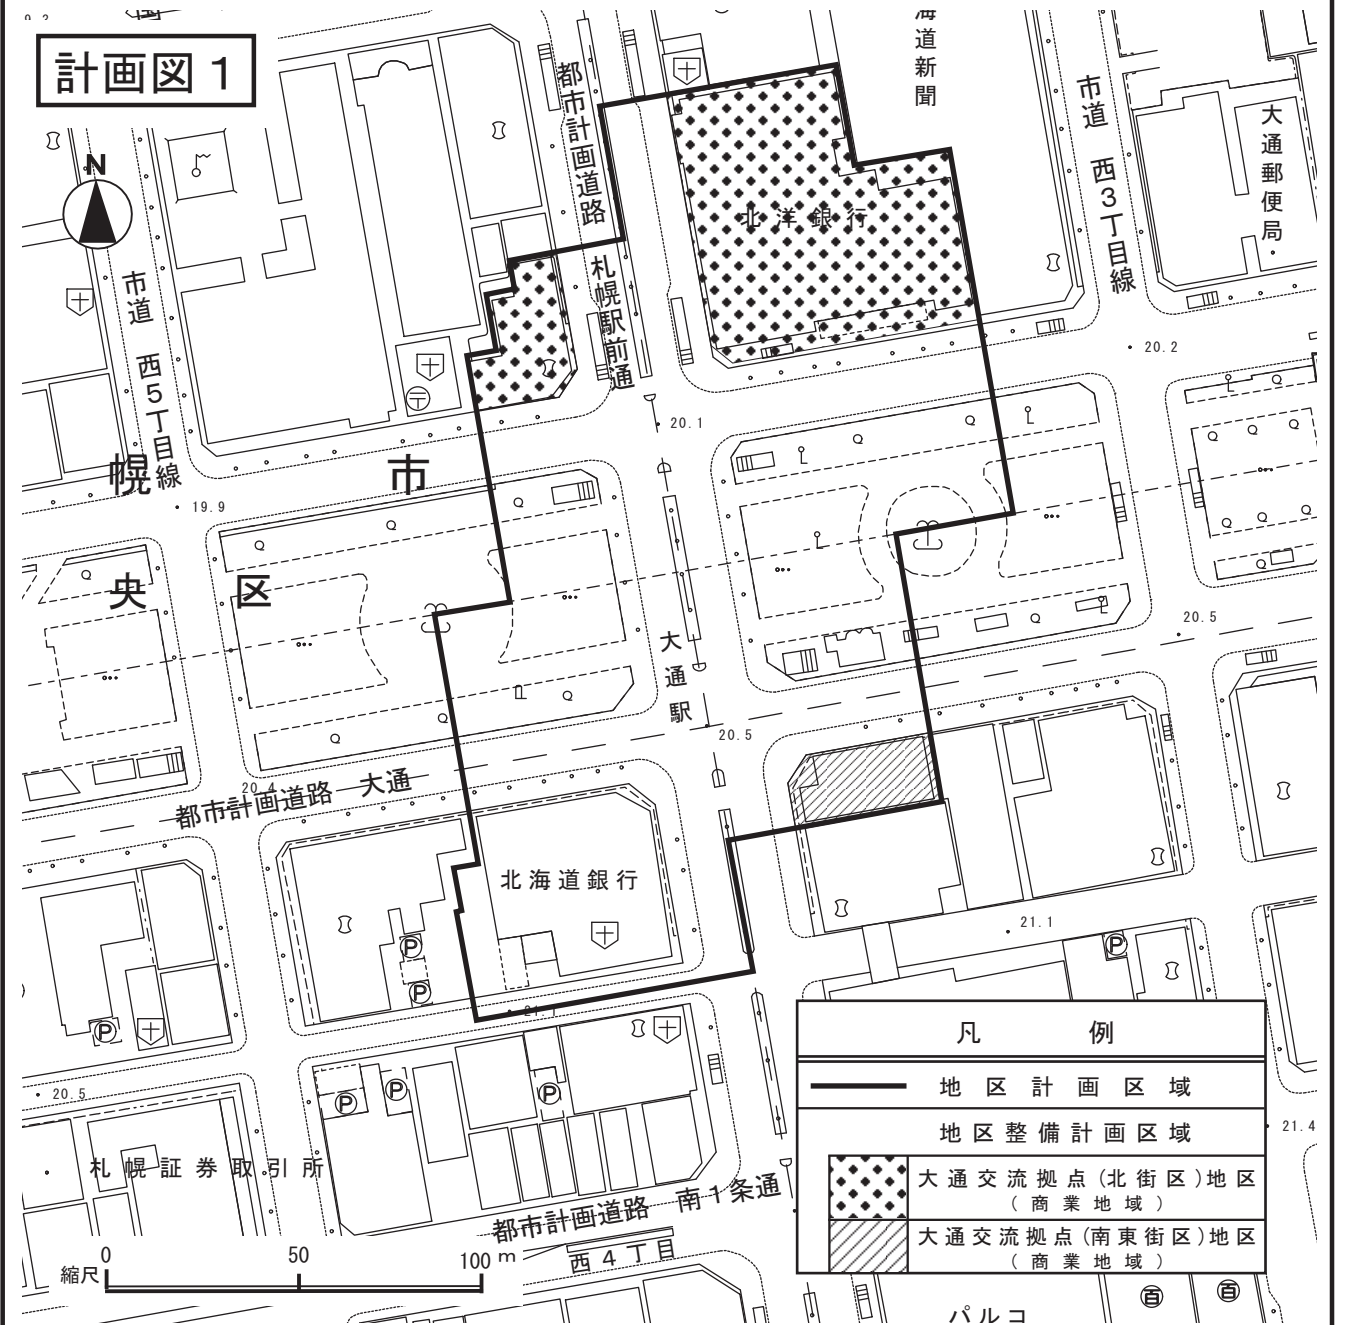 計画図1
N
都市計画道路 札幌駅前通
海道新聞
市道 西3丁目線
大通郵便局
市道 西5丁目線
北洋銀行
20.2
20.1
幌 市
19.9
央 区
20.5
大通駅
20.5
20.4
都市計画道路 大通
北海道銀行
21.1
P
P
P
P
21.1
20.5
P
P
P
21.4
札幌証券取引所
都市計画道路 南1条通
西4丁目
縮尺
0 50 100 m
凡 例
地区計画区域
地区整備計画区域
大通交流拠点(北街区)地区
(商業地域)
大通交流拠点(南東街区)地区
(商業地域)
百 百
パルコ